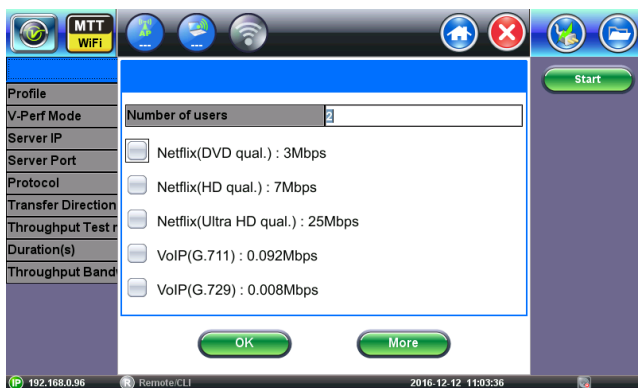 MTT
WiFi
AP
---
---
Start
Profile
V-Perf Mode
Server IP
Server Port
Protocol
Transfer Direction
Throughput Test
Duration(s)
Throughput
Number of users
2
Netflix(DVD qual.) : 3Mbps
Netflix(HD qual.) : 7Mbps
Netflix(Ultra HD qual.) : 25Mbps
VoIP(G.711) : 0.092Mbps
VoIP(G.729) : 0.008Mbps
OK
More
IP 192.168.0.96
R Remote/CLI
2016-12-12 11:03:36